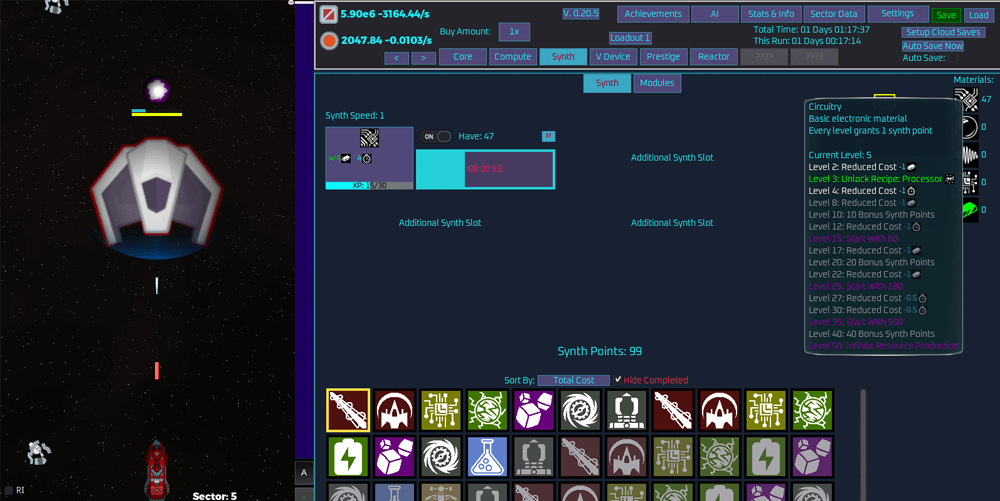 5.90e6 -3164.44/s
2047.84 -0.0103/s
Buy Amount:
1x
V. 0.20.5
Loadout 1
Achievements
AI
Stats & Info
Sector Data
Settings
Save
Load
Total Time: 01 Days 01:17:37
This Run: 01 Days 00:17:14
Setup Cloud Saves
Auto Save Now
Auto Save:
<
>
Core
Compute
Synth
V Device
Prestige
Reactor
????
????
Synth
Modules
Materials:
47
0
0
0
0
Synth Speed: 1
ON
Have: 47
M
4
XP: 15/30
Additional Synth Slot
Additional Synth Slot
Additional Synth Slot
Circuitry
Basic electronic material
Every level grants 1 synth point
Current Level: 5
Level 2: Reduced Cost -1
Level 3: Unlock Recipe: Processor
Level 4: Reduced Cost -1
Level 8: Reduced Cost -1
Level 10: 10 Bonus Synth Points
Level 12: Reduced Cost -1
Level 15: Start With 60
Level 17: Reduced Cost -1
Level 20: 20 Bonus Synth Points
Level 22: Reduced Cost -1
Level 25: Start With 180
Level 27: Reduced Cost -0.5
Level 30: Reduced Cost -0.5
Level 35: Start With 560
Level 40: 40 Bonus Synth Points
Level 50: Infinite Resource Production
Synth Points: 99
Sort By:
Total Cost
Hide Completed
A
RI
Sector: 5